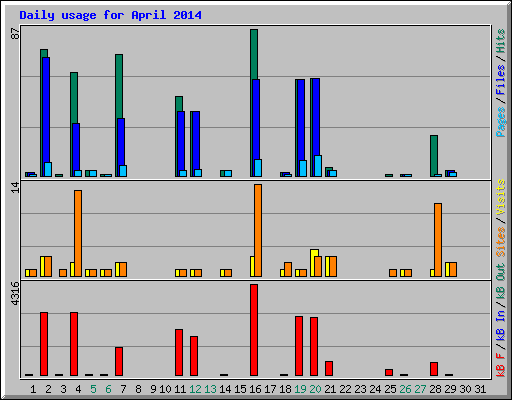 Daily usage for April 2014
87
Pages / Files / Hits
14
Sites / Visits
4316
kB F / kB In / kB Out
1 2 3 4 5 6 7 8 9 10 11 12 13 14 15 16 17 18 19 20 21 22 23 24 25 26 27 28 29 30 31